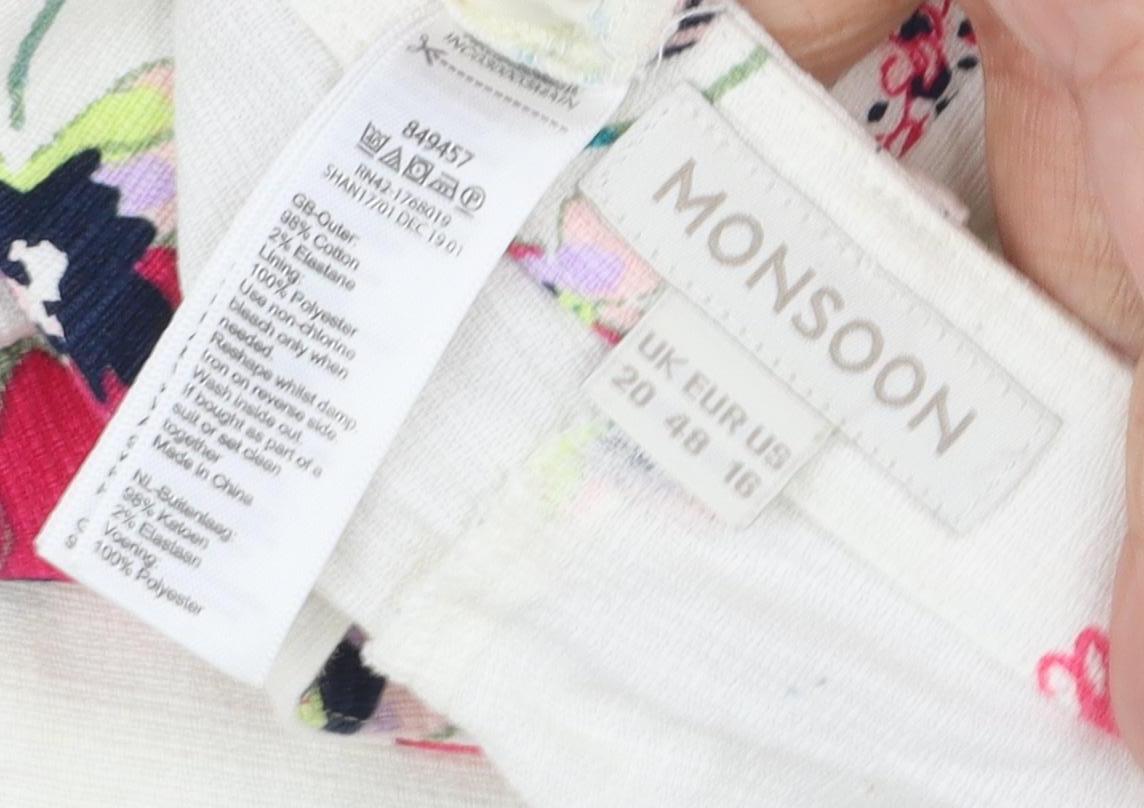 849457
RN42-1768019
SHAN17/01 DEC 19 01
GB-Outer:
98% Cotton
2% Elastane
Lining:
100% Polyester
Use non-chlorine
bleach only when
needed.
Reshape whilst damp.
Iron on reverse side.
Wash inside out.
If bought as part of a
suit or set clean
together
Made in China
NL-Buitenlaag:
98% Katoen
2% Elastaan
Voering:
100% Polyester
MONSOON
UK EUR US
20 48 16